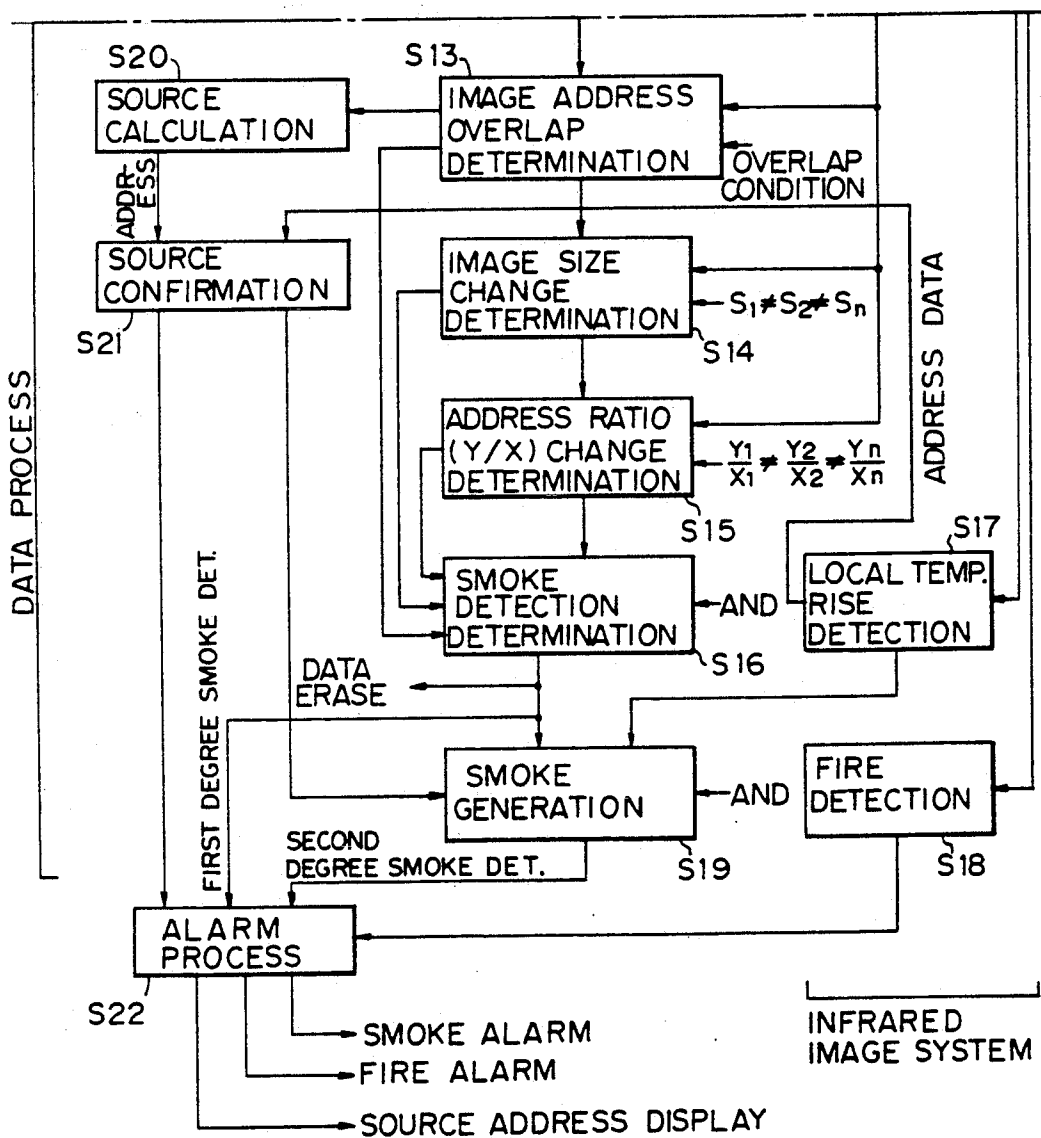 S20
SOURCE
CALCULATION
S13
IMAGE ADDRESS
OVERLAP
DETERMINATION
OVERLAP
CONDITION
ADDR-
ESS
SOURCE
CONFIRMATION
S21
IMAGE SIZE
CHANGE
DETERMINATION
S1≠S2≠Sn
S14
ADDRESS DATA
DATA PROCESS
ADDRESS RATIO
(Y/X) CHANGE
DETERMINATION
Y1/X1 ≠ Y2/X2 ≠ Yn/Xn
S15
SMOKE
DETECTION
DETERMINATION
AND
S16
S17
LOCAL TEMP.
RISE
DETECTION
DATA
ERASE
FIRST DEGREE SMOKE DET.
SMOKE
GENERATION
AND
S19
FIRE
DETECTION
S18
SECOND
DEGREE SMOKE DET.
ALARM
PROCESS
S22
SMOKE ALARM
FIRE ALARM
SOURCE ADDRESS DISPLAY
INFRARED
IMAGE SYSTEM